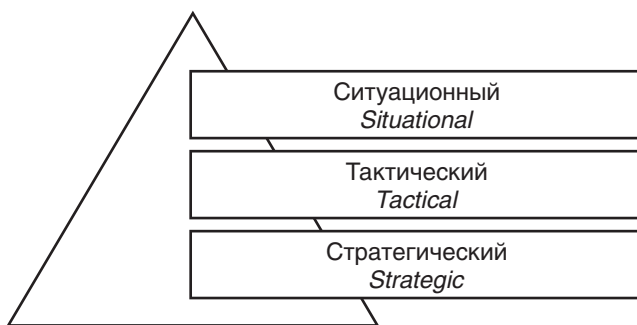 Ситуационный
Situational
Тактический
Tactical
Стратегический
Strategic